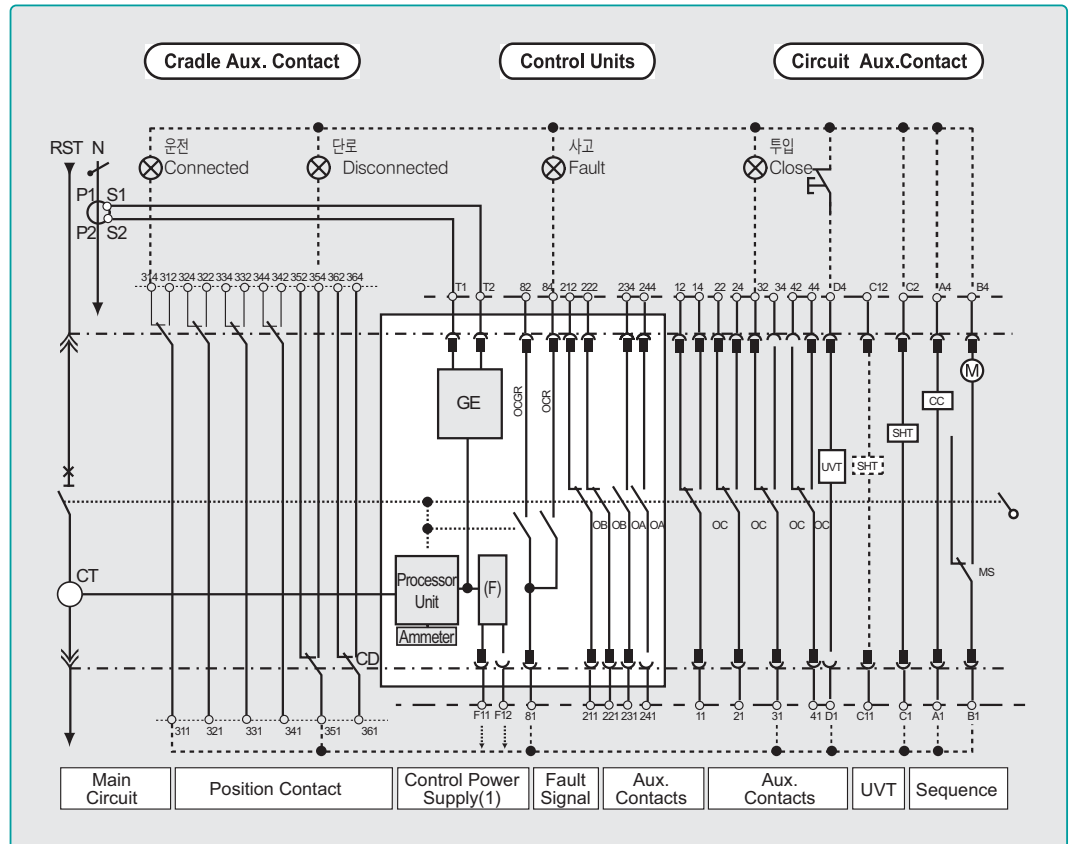 Cradle Aux. Contact
Control Units
Circuit Aux.Contact
RST N
운전
Connected
단로
Disconnected
사고
Fault
투입
Close
P1 S1
P2 S2
314 312 324 322 334 332 344 342 352 354 362 364
T1 T2 82 84 212 222 234 244
12 14 22 24 32 34 42 44 D4 C12 C2 A4 B4
M
GE
OCGR
OCR
CC
SHT
UVT
SHT
OB OB OA OA
OC OC OC OC
MS
CT
Processor
Unit
Ammeter
(F)
CD
311 321 331 341 351 361
F11 F12 81 211 221 231 241
11 21 31 41 D1 C11 C1 A1 B1
Main
Circuit
Position Contact
Control Power
Supply(1)
Fault
Signal
Aux.
Contacts
Aux.
Contacts
UVT
Sequence